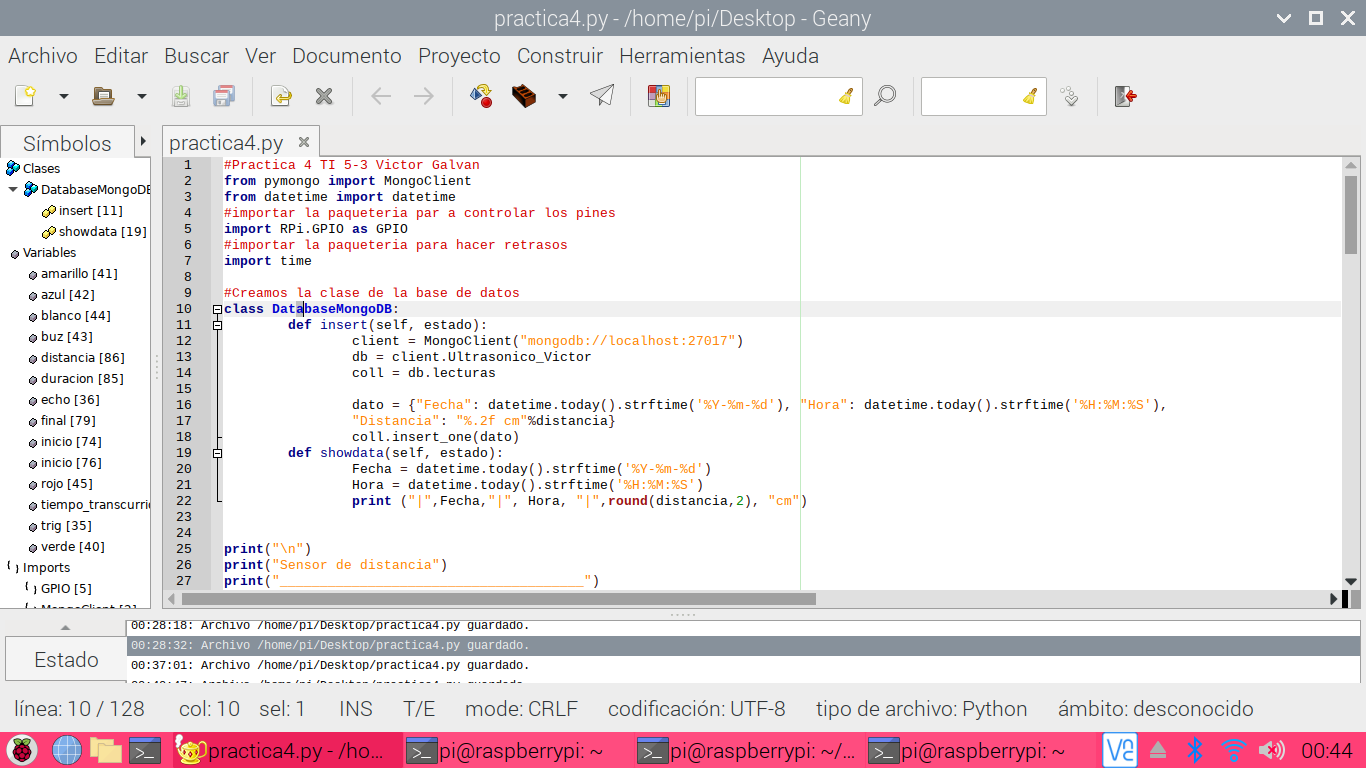 practica4.py - /home/pi/Desktop - Geany
Archivo Editar Buscar Ver Documento Proyecto Construir Herramientas Ayuda
Símbolos
practica4.py
Clases
DatabaseMongoDB
insert [11]
showdata [19]
Variables
amarillo [41]
azul [42]
blanco [44]
buz [43]
distancia [86]
duracion [85]
echo [36]
final [79]
inicio [74]
inicio [76]
rojo [45]
tiempo_transcurri
trig [35]
verde [40]
Imports
GPIO [5]
MongoClient [2]
1 #Practica 4 TI 5-3 Victor Galvan
2 from pymongo import MongoClient
3 from datetime import datetime
4 #importar la paqueteria par a controlar los pines
5 import RPi.GPIO as GPIO
6 #importar la paqueteria para hacer retrasos
7 import time
8
9 #Creamos la clase de la base de datos
10 class DatabaseMongoDB:
11 def insert(self, estado):
12 client = MongoClient("mongodb://localhost:27017")
13 db = client.Ultrasonico_Victor
14 coll = db.lecturas
15
16 dato = {"Fecha": datetime.today().strftime('%Y-%m-%d'), "Hora": datetime.today().strftime('%H:%M:%S'),
17 "Distancia": "%.2f cm"%distancia}
18 coll.insert_one(dato)
19 def showdata(self, estado):
20 Fecha = datetime.today().strftime('%Y-%m-%d')
21 Hora = datetime.today().strftime('%H:%M:%S')
22 print ("|",Fecha,"|", Hora, "|",round(distancia,2), "cm")
23
24
25 print("\n")
26 print("Sensor de distancia")
27 print("______________________________________")
Estado
00:28:18: Archivo /home/pi/Desktop/practica4.py guardado.
00:28:32: Archivo /home/pi/Desktop/practica4.py guardado.
00:37:01: Archivo /home/pi/Desktop/practica4.py guardado.
línea: 10 / 128 col: 10 sel: 1 INS T/E mode: CRLF codificación: UTF-8 tipo de archivo: Python ámbito: desconocido
practica4.py - /ho... pi@raspberrypi: ~ pi@raspberrypi: ~/... pi@raspberrypi: ~ 00:44